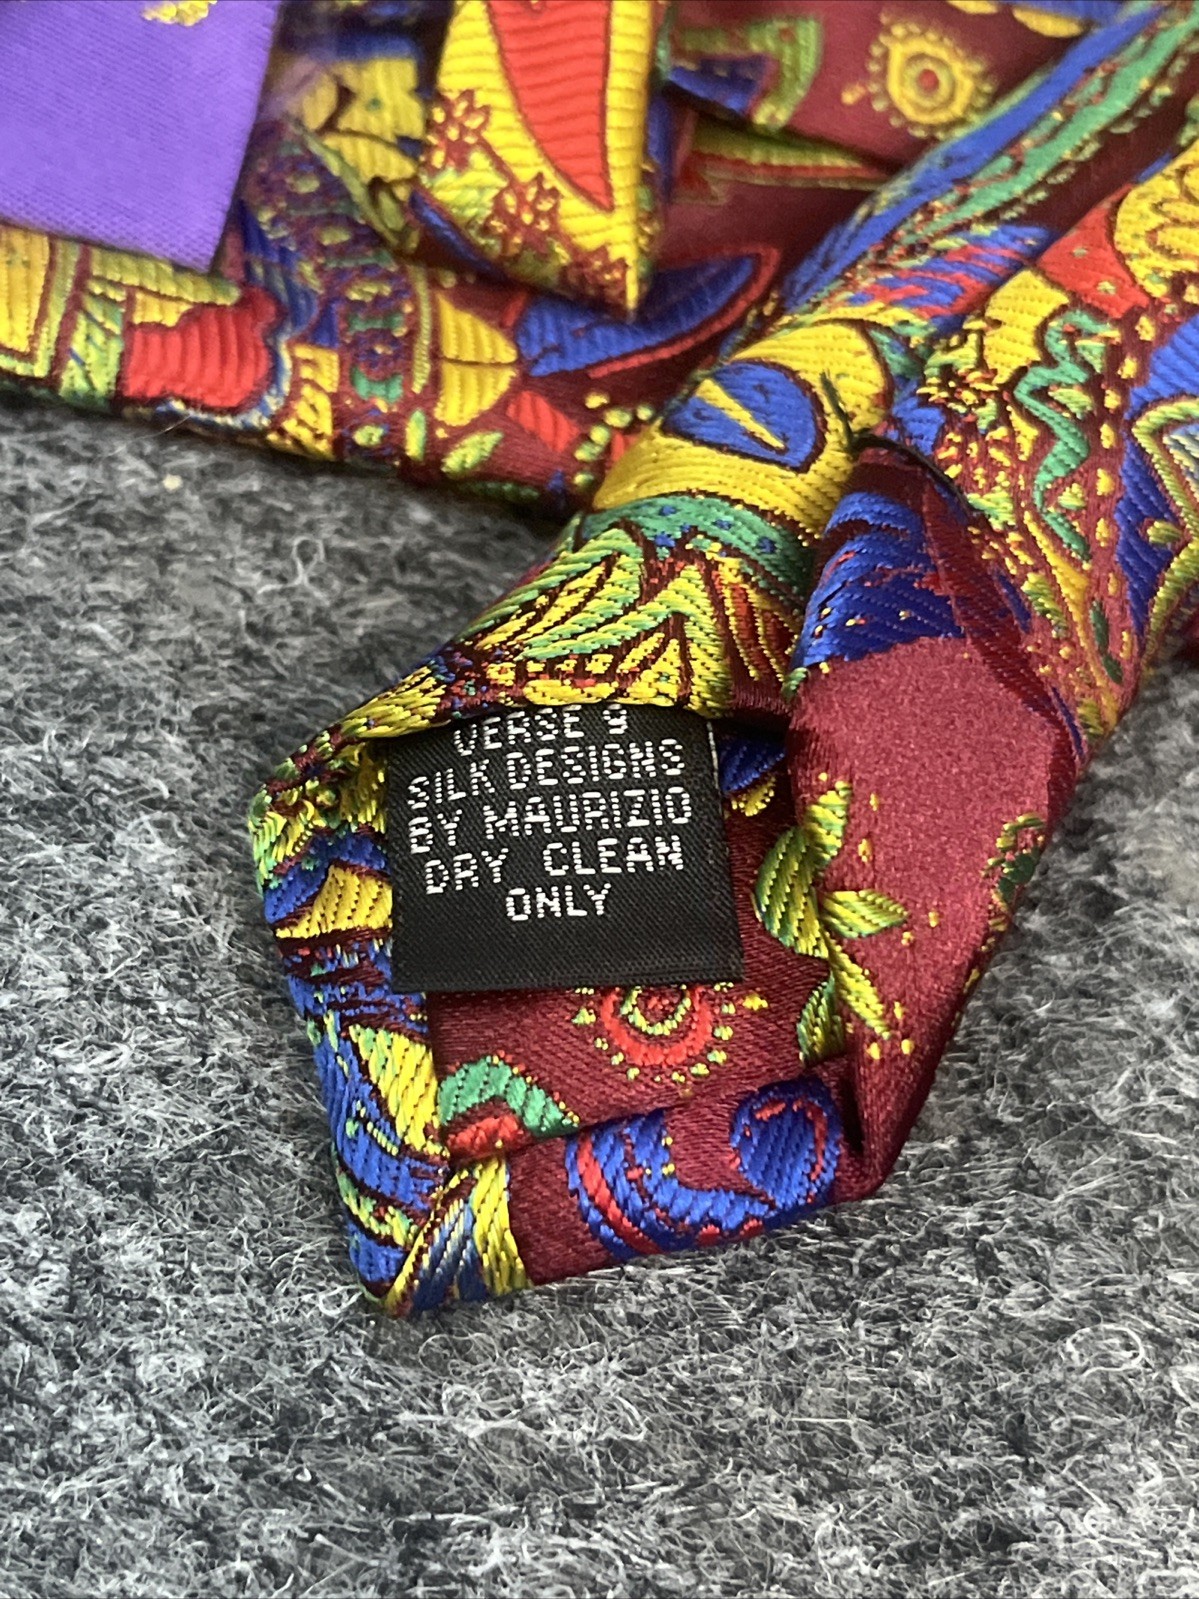 VERSE 9
SILK DESIGNS
BY MAURIZIO
DRY CLEAN
ONLY